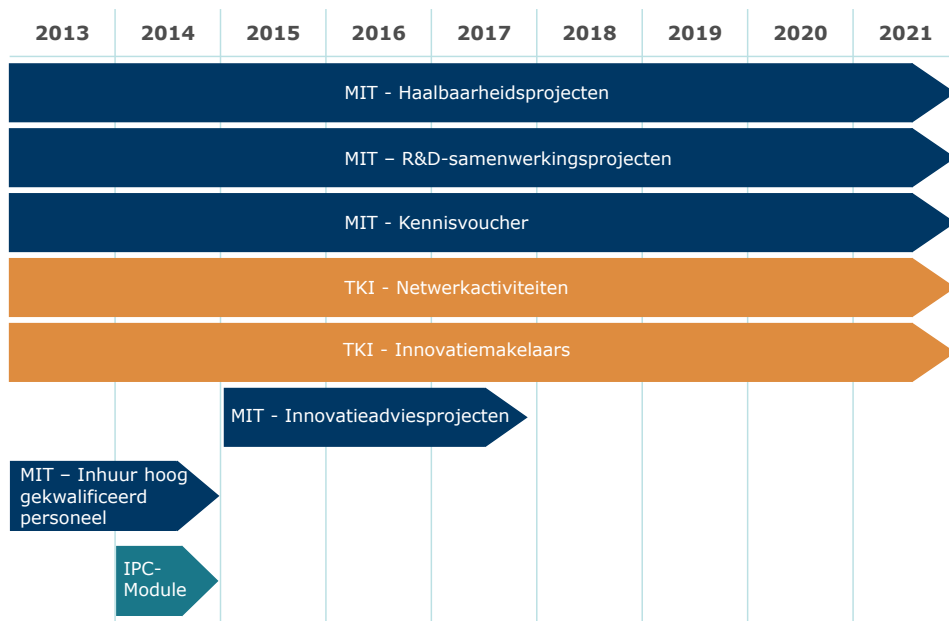 2013 2014 2015 2016 2017 2018 2019 2020 2021
MIT - Haalbaarheidsprojecten
MIT – R&D-samenwerkingsprojecten
MIT - Kennisvoucher
TKI - Netwerkactiviteiten
TKI - Innovatiemakelaars
MIT - Innovatieadviesprojecten
MIT – Inhuur hoog
gekwalificeerd
personeel
IPC-
Module